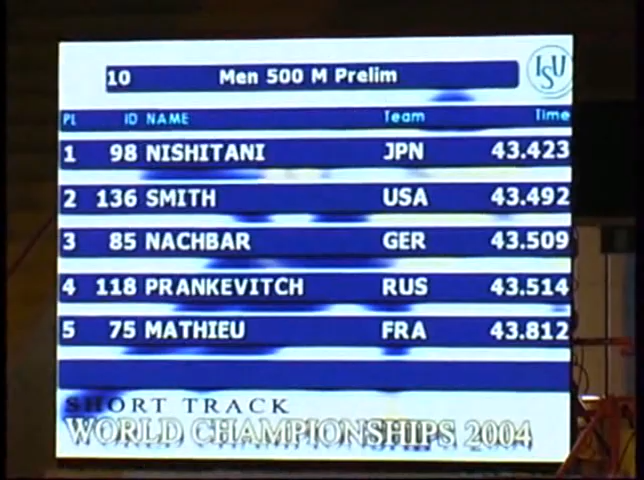 10 Men 500 M Prelim
ISU
PL ID NAME Team Time
1 98 NISHITANI JPN 43.423
2 136 SMITH USA 43.492
3 85 NACHBAR GER 43.509
4 118 PRANKEVITCH RUS 43.514
5 75 MATHIEU FRA 43.812
SHORT TRACK
WORLD CHAMPIONSHIPS 2004